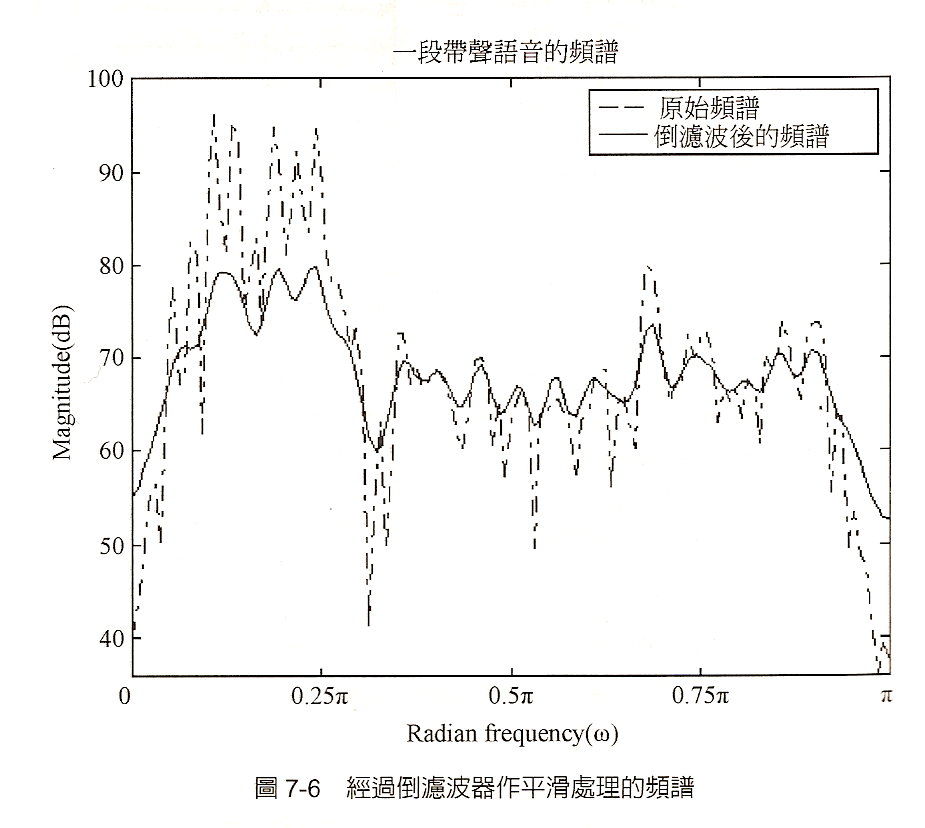 一段帶聲語音的頻譜
原始頻譜
倒濾波後的頻譜
100
90
80
70
60
50
40
Magnitude(dB)
0
0.25π
0.5π
0.75π
π
Radian frequency(ω)
圖 7-6 經過倒濾波器作平滑處理的頻譜